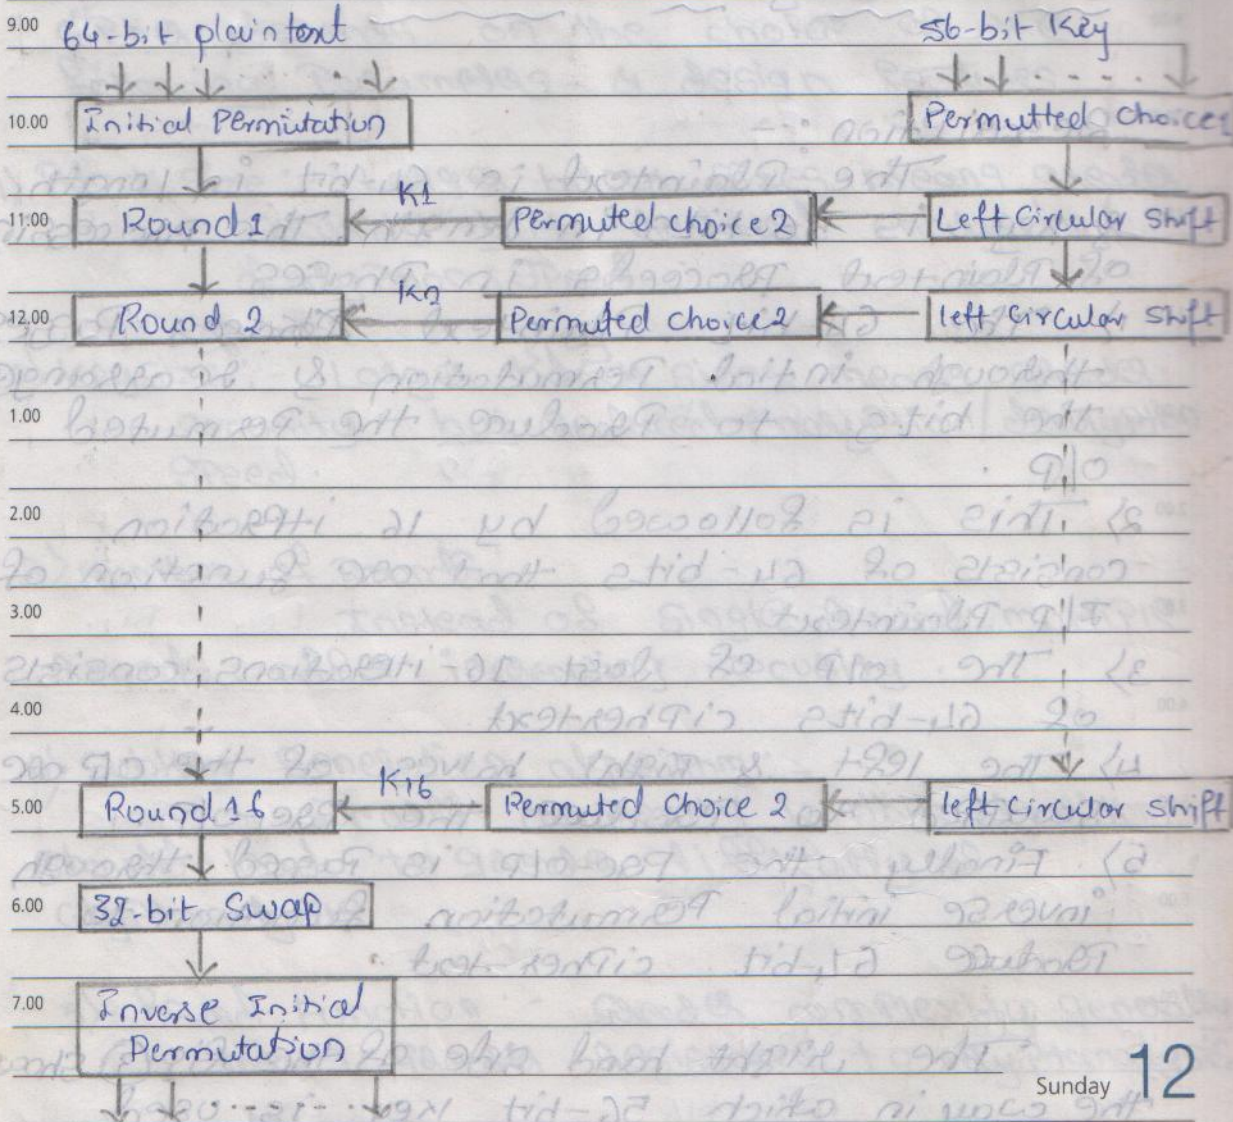 9.00 64-bit plaintext 56-bit Key
10.00 Initial Permutation Permutted Choice1
K1
11.00 Round 1 Permuted choice 2 Left Circular Shift
K2
12.00 Round 2 Permuted choice 2 left circular Shift
1.00
2.00
3.00
4.00
K16
5.00 Round 16 Permuted Choice 2 left circular shift
6.00 32-bit Swap
7.00 Inverse Initial
Permutation
Sunday 12